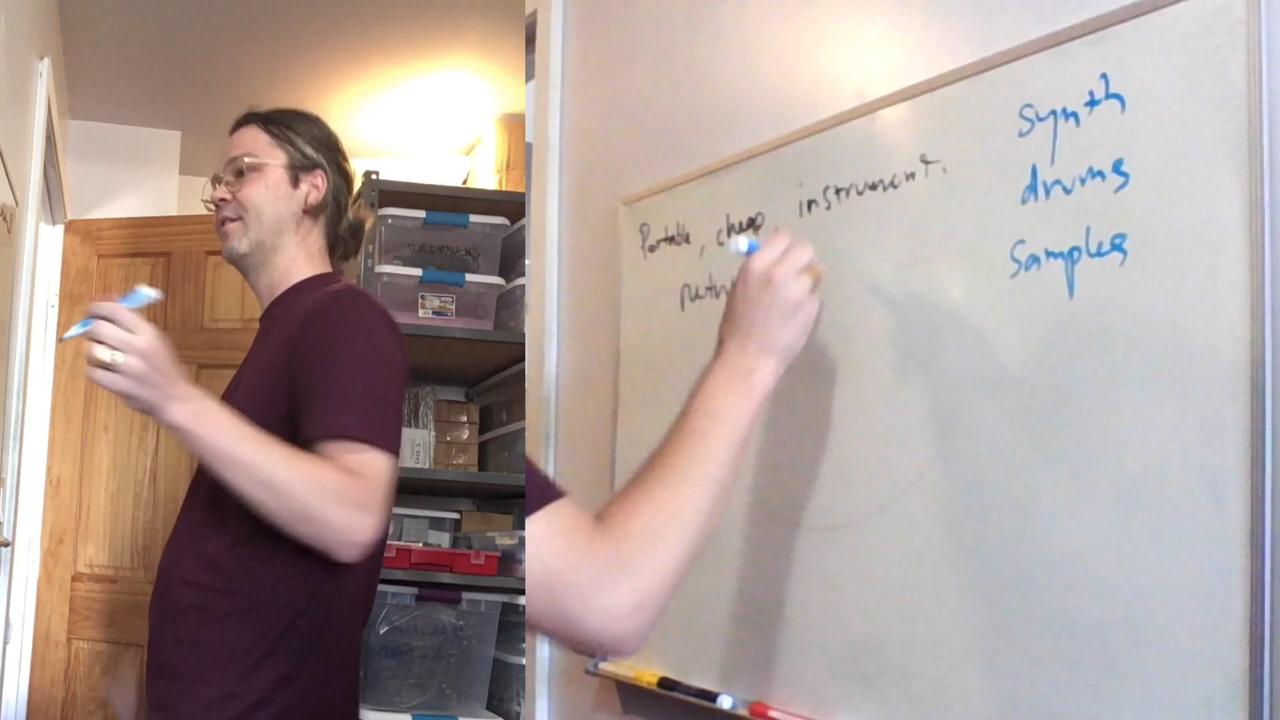 Portable, cheap, instrument.
synth
drums
Samples